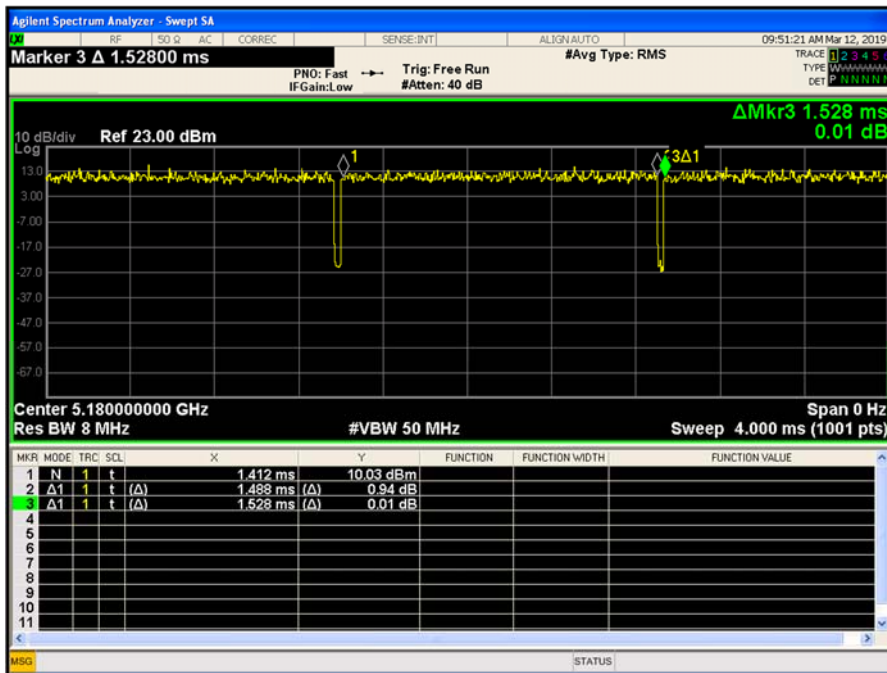 Agilent Spectrum Analyzer - Swept SA
LXI RF 50 Ω AC CORREC SENSE:INT ALIGN AUTO 09:51:21 AM Mar 12, 2019
Marker 3 Δ 1.52800 ms
PNO: Fast
IFGain:Low
Trig: Free Run
#Atten: 40 dB
#Avg Type: RMS
TRACE 1 2 3 4 5
TYPE W
DET P N N N N
ΔMkr3 1.528 ms
0.01 dB
10 dB/div Ref 23.00 dBm
Log
1
3Δ1
13.0
3.00
-7.00
-17.0
-27.0
-37.0
-47.0
-57.0
-67.0
Center 5.180000000 GHz Span 0 Hz
Res BW 8 MHz #VBW 50 MHz Sweep 4.000 ms (1001 pts)
MKR MODE TRC SCL X Y FUNCTION FUNCTION WIDTH FUNCTION VALUE
1 N 1 t 1.412 ms 10.03 dBm
2 Δ1 1 t (Δ) 1.488 ms (Δ) 0.94 dB
3 Δ1 1 t (Δ) 1.528 ms (Δ) 0.01 dB
4
5
6
7
8
9
10
11
MSG STATUS